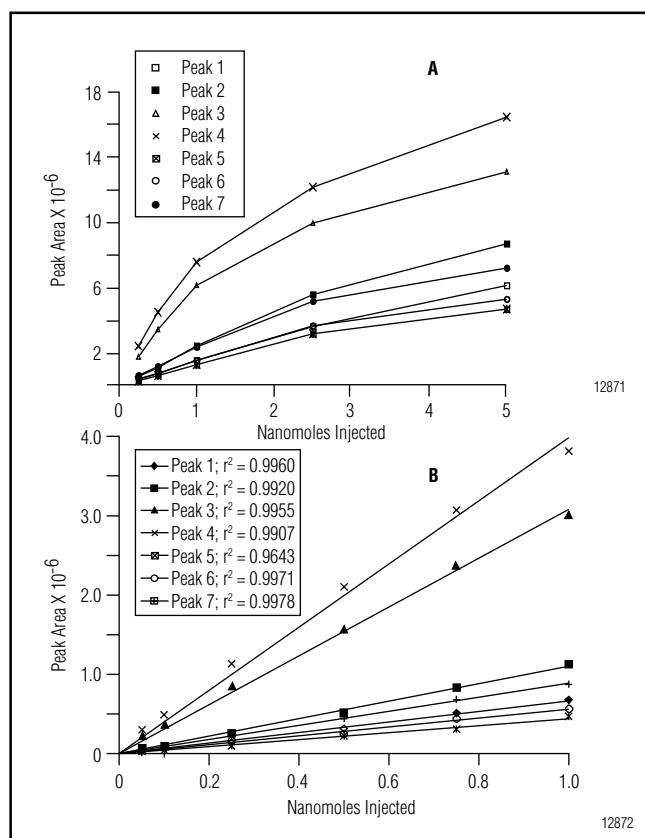 A
Peak 1
Peak 2
Peak 3
Peak 4
Peak 5
Peak 6
Peak 7
18
14
10
6
2
0
Peak Area X 10⁻⁶
0 1 2 3 4 5
Nanomoles Injected
12871
B
Peak 1; r² = 0.9960
Peak 2; r² = 0.9920
Peak 3; r² = 0.9955
Peak 4; r² = 0.9907
Peak 5; r² = 0.9643
Peak 6; r² = 0.9971
Peak 7; r² = 0.9978
4.0
3.0
2.0
1.0
0
Peak Area X 10⁻⁶
0 0.2 0.4 0.6 0.8 1.0
Nanomoles Injected
12872